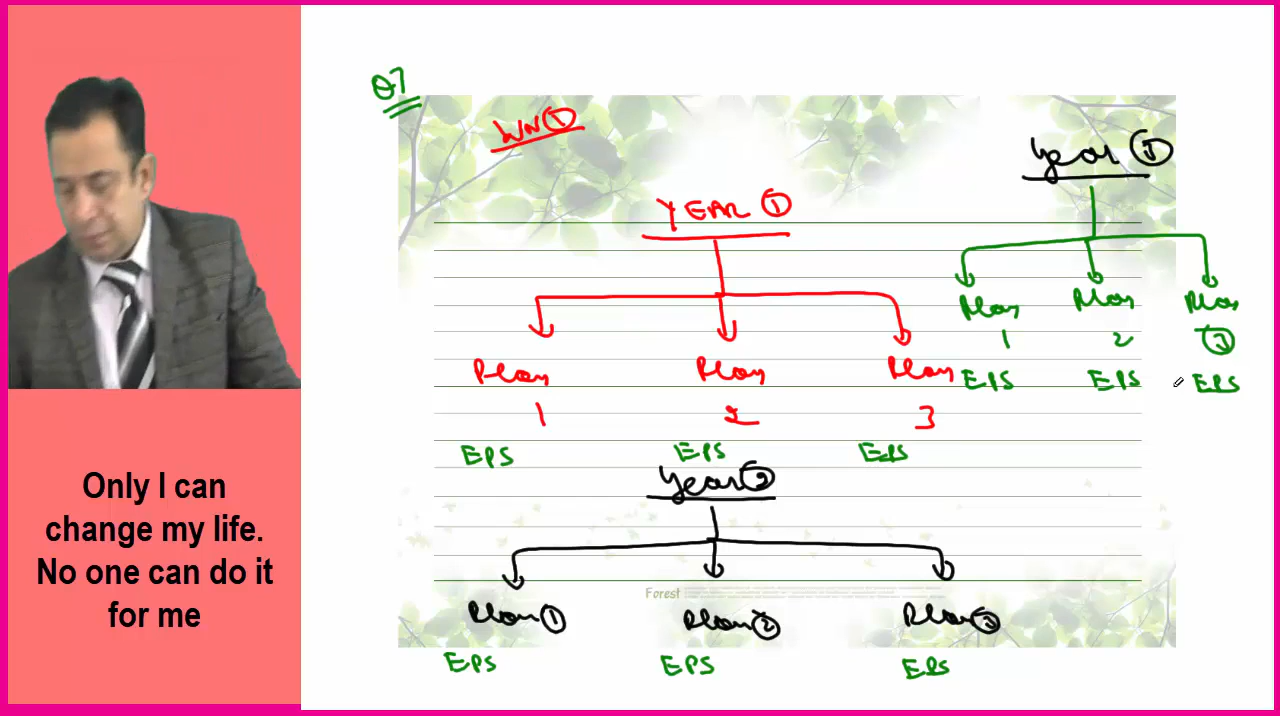 Q7
WN ①
YEAR ①
Plan Plan Plan
1 2 3
EPS EPS EPS
Year ③
Plan Plan Plan
1 2 ③
EPS EPS EPS
Year ②
Plan ① Plan ② Plan ③
EPS EPS EPS
Forest
Only I can
change my life.
No one can do it
for me